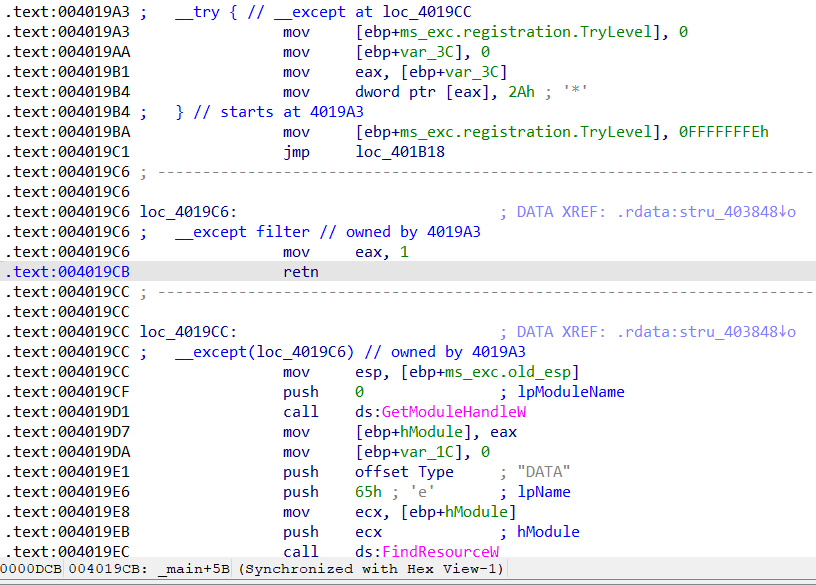 .text:004019A3 ;   __try { // __except at loc_4019CC
.text:004019A3                 mov     [ebp+ms_exc.registration.TryLevel], 0
.text:004019AA                 mov     [ebp+var_3C], 0
.text:004019B1                 mov     eax, [ebp+var_3C]
.text:004019B4                 mov     dword ptr [eax], 2Ah ; '*'
.text:004019B4 ;   } // starts at 4019A3
.text:004019BA                 mov     [ebp+ms_exc.registration.TryLevel], 0FFFFFFFEh
.text:004019C1                 jmp     loc_401B18
.text:004019C6 ; ---------------------------------------------------------------------------
.text:004019C6
.text:004019C6 loc_4019C6:                             ; DATA XREF: .rdata:stru_403848↓o
.text:004019C6 ;   __except filter // owned by 4019A3
.text:004019C6                 mov     eax, 1
.text:004019CB                 retn
.text:004019CC ; ---------------------------------------------------------------------------
.text:004019CC
.text:004019CC loc_4019CC:                             ; DATA XREF: .rdata:stru_403848↓o
.text:004019CC ;   __except(loc_4019C6) // owned by 4019A3
.text:004019CC                 mov     esp, [ebp+ms_exc.old_esp]
.text:004019CF                 push    0               ; lpModuleName
.text:004019D1                 call    ds:GetModuleHandleW
.text:004019D7                 mov     [ebp+hModule], eax
.text:004019DA                 mov     [ebp+var_1C], 0
.text:004019E1                 push    offset Type     ; "DATA"
.text:004019E6                 push    65h ; 'e'       ; lpName
.text:004019E8                 mov     ecx, [ebp+hModule]
.text:004019EB                 push    ecx             ; hModule
.text:004019EC                 call    ds:FindResourceW
0000DCB 004019CB: _main+5B (Synchronized with Hex View-1)